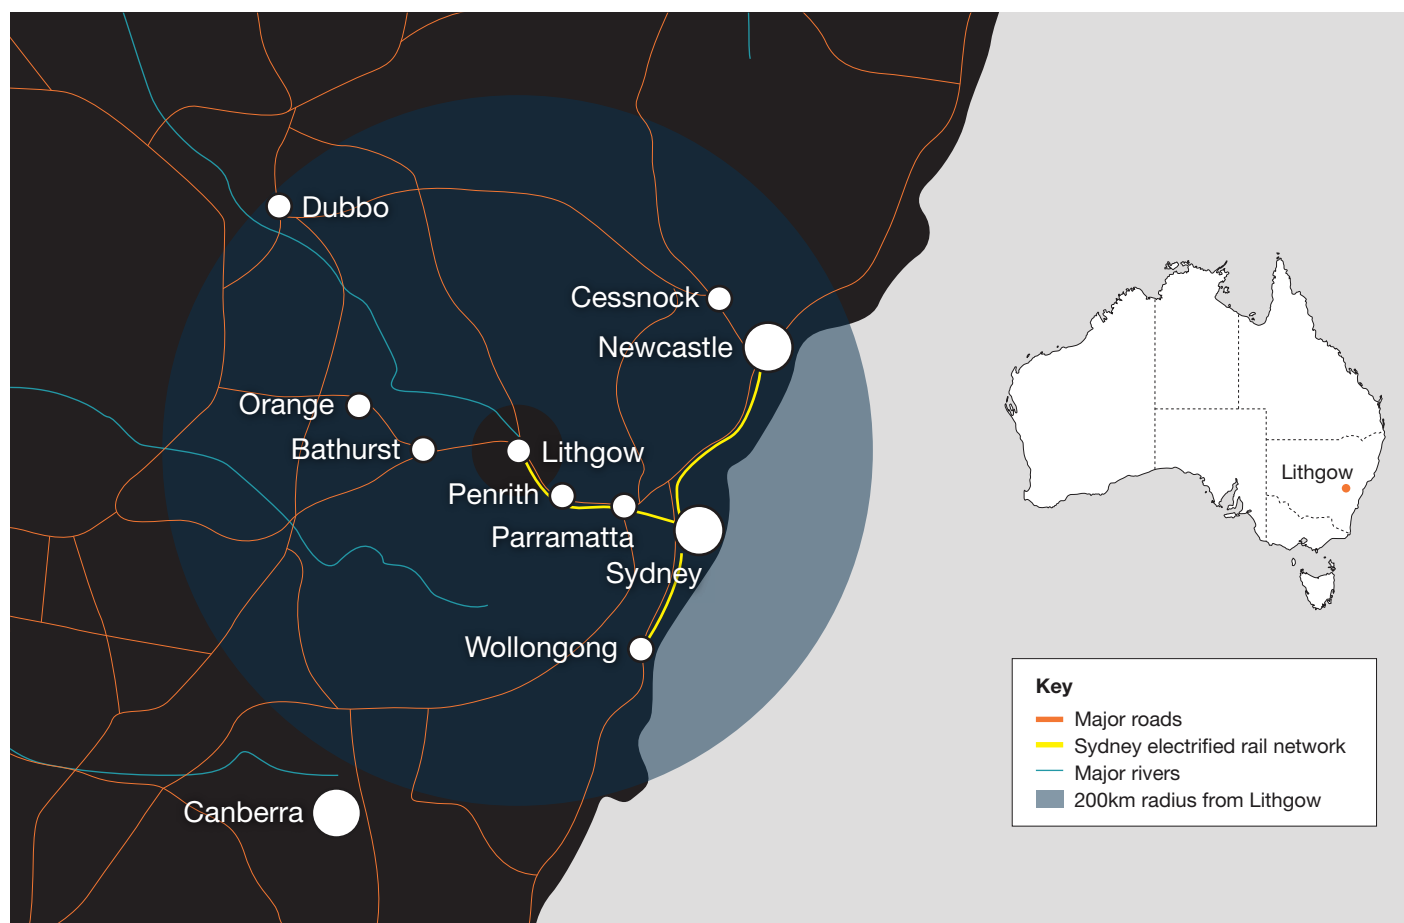 Dubbo
Cessnock
Newcastle
Orange
Bathurst
Lithgow
Penrith
Parramatta
Sydney
Wollongong
Canberra
Lithgow
Key
Major roads
Sydney electrified rail network
Major rivers
200km radius from Lithgow